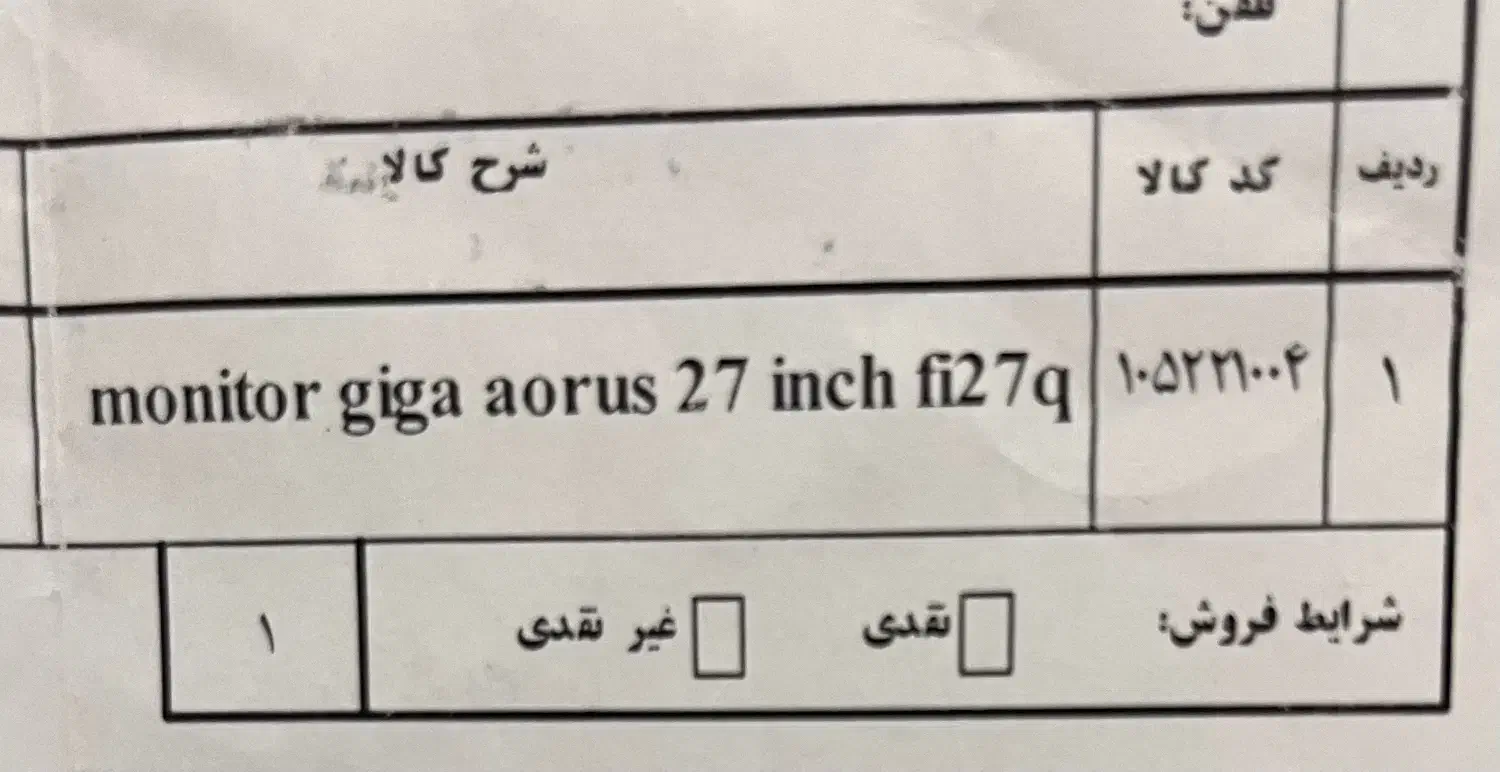 تلفن:
ردیف کد کالا شرح کالا
۱ ۱۰۵۲۲۱۰۰۴ monitor giga aorus 27 inch fi27q
شرایط فروش: نقدی غیر نقدی ۱